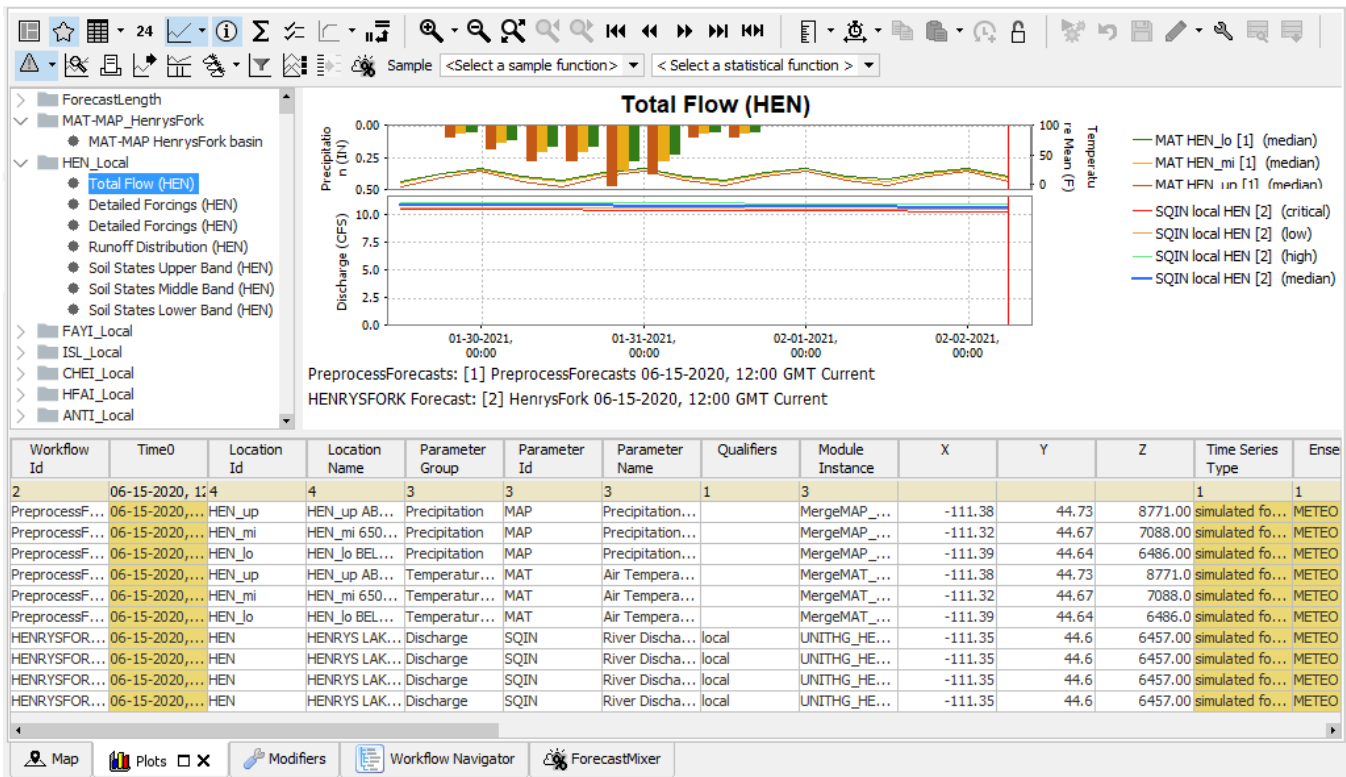 24
Sample <Select a sample function> < Select a statistical function >
ForecastLength
MAT-MAP_HenrysFork
MAT-MAP HenrysFork basin
HEN_Local
Total Flow (HEN)
Detailed Forcings (HEN)
Detailed Forcings (HEN)
Runoff Distribution (HEN)
Soil States Upper Band (HEN)
Soil States Middle Band (HEN)
Soil States Lower Band (HEN)
FAYI_Local
ISL_Local
CHEI_Local
HFAI_Local
ANTI_Local
Total Flow (HEN)
Precipitatio
n (IN)
0.00
0.25
0.50
100
50
0
Temperatu
re Mean (F)
MAT HEN_lo [1] (median)
MAT HEN_mi [1] (median)
MAT HEN_up [1] (median)
Discharge (CFS)
10.0
7.5
5.0
2.5
0.0
SQIN local HEN [2] (critical)
SQIN local HEN [2] (low)
SQIN local HEN [2] (high)
SQIN local HEN [2] (median)
01-30-2021, 01-31-2021, 02-01-2021, 02-02-2021,
00:00 00:00 00:00 00:00
PreprocessForecasts: [1] PreprocessForecasts 06-15-2020, 12:00 GMT Current
HENRYSFORK Forecast: [2] HenrysFork 06-15-2020, 12:00 GMT Current
Workflow Time0 Location Location Parameter Parameter Parameter Qualifiers Module X Y Z Time Series Ense
Id Id Name Group Id Name Instance Type
2 06-15-2020, 12 4 4 3 3 3 1 3 1 1
PreprocessF... 06-15-2020,... HEN_up HEN_up AB... Precipitation MAP Precipitation... MergeMAP_... -111.38 44.73 8771.00 simulated fo... METEO
PreprocessF... 06-15-2020,... HEN_mi HEN_mi 650... Precipitation MAP Precipitation... MergeMAP_... -111.32 44.67 7088.00 simulated fo... METEO
PreprocessF... 06-15-2020,... HEN_lo HEN_lo BEL... Precipitation MAP Precipitation... MergeMAP_... -111.39 44.64 6486.00 simulated fo... METEO
PreprocessF... 06-15-2020,... HEN_up HEN_up AB... Temperatur... MAT Air Tempera... MergeMAT_... -111.38 44.73 8771.0 simulated fo... METEO
PreprocessF... 06-15-2020,... HEN_mi HEN_mi 650... Temperatur... MAT Air Tempera... MergeMAT_... -111.32 44.67 7088.0 simulated fo... METEO
PreprocessF... 06-15-2020,... HEN_lo HEN_lo BEL... Temperatur... MAT Air Tempera... MergeMAT_... -111.39 44.64 6486.0 simulated fo... METEO
HENRYSFOR... 06-15-2020,... HEN HENRYS LAK... Discharge SQIN River Discha... local UNITHG_HE... -111.35 44.6 6457.00 simulated fo... METEO
HENRYSFOR... 06-15-2020,... HEN HENRYS LAK... Discharge SQIN River Discha... local UNITHG_HE... -111.35 44.6 6457.00 simulated fo... METEO
HENRYSFOR... 06-15-2020,... HEN HENRYS LAK... Discharge SQIN River Discha... local UNITHG_HE... -111.35 44.6 6457.00 simulated fo... METEO
HENRYSFOR... 06-15-2020,... HEN HENRYS LAK... Discharge SQIN River Discha... local UNITHG_HE... -111.35 44.6 6457.00 simulated fo... METEO
Map Plots Modifiers Workflow Navigator ForecastMixer